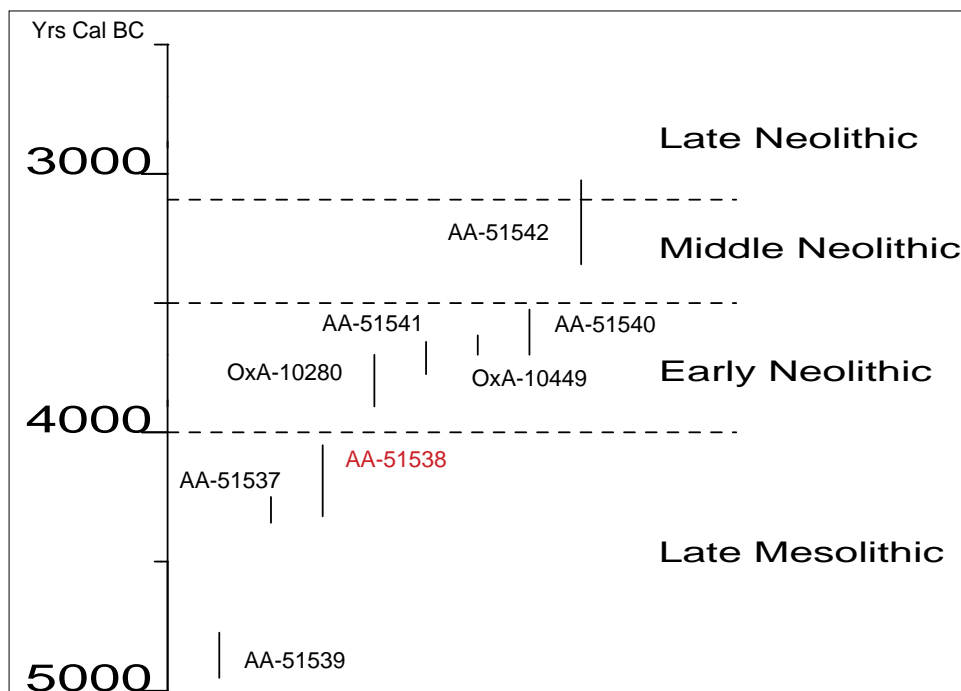 Yrs Cal BC
Late Neolithic
3000
AA-51542
Middle Neolithic
AA-51541
AA-51540
OxA-10280
OxA-10449
Early Neolithic
4000
AA-51538
AA-51537
Late Mesolithic
AA-51539
5000